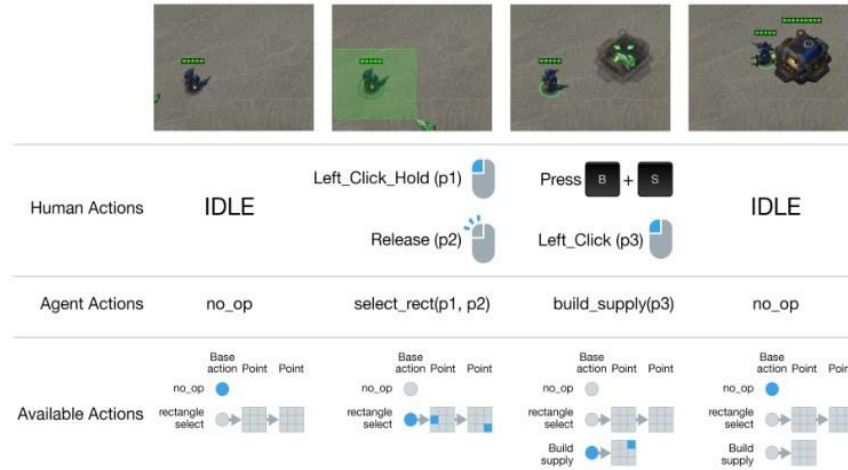 Human Actions
IDLE
Left_Click_Hold (p1)
Release (p2)
Press B + S
Left_Click (p3)
IDLE
Agent Actions
no_op
select_rect(p1, p2)
build_supply(p3)
no_op
Available Actions
Base
action Point Point
no_op
rectangle
select
Base
action Point Point
no_op
rectangle
select
Base
action Point Point
no_op
rectangle
select
Build
supply
Base
action Point Point
no_op
rectangle
select
Build
supply